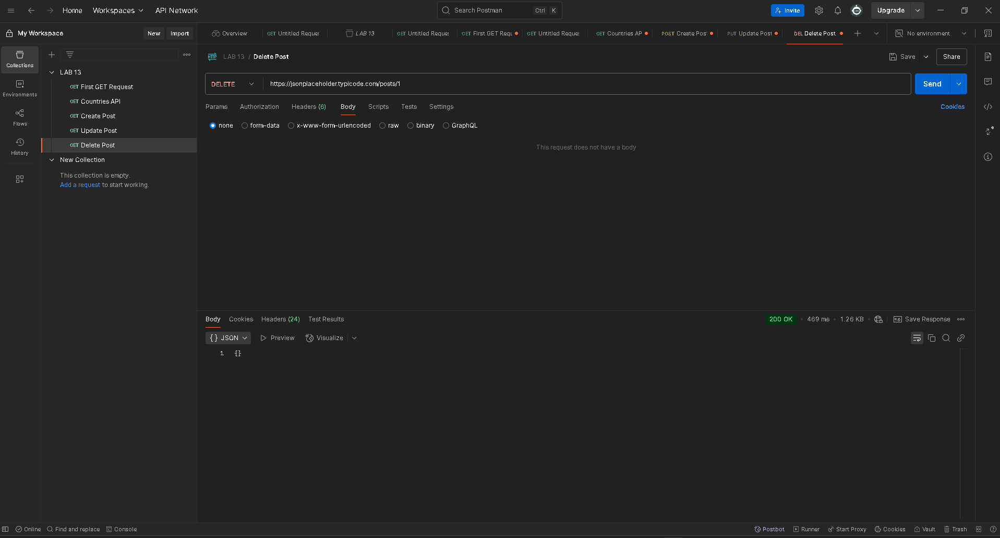 Home Workspaces API Network Search Postman Ctrl K Invite Upgrade
My Workspace New Import Overview GET Untitled Reques LAB 13 GET Untitled Reques GET First GET Requ GET Untitled Reques GET Countries AP POST Create Pos PUT Update Post DEL Delete Post No environment
Collections
Environments
Flows
History
LAB 13
GET First GET Request
GET Countries API
GET Create Post
GET Update Post
GET Delete Post
New Collection
This collection is empty.
Add a request to start working.
HTTP LAB 13 / Delete Post Save Share
DELETE https://jsonplaceholder.typicode.com/posts/1 Send
Params Authorization Headers (6) Body Scripts Tests Settings Cookies
none form-data x-www-form-urlencoded raw binary GraphQL
This request does not have a body
Body Cookies Headers (24) Test Results 200 OK • 469 ms • 1.26 KB • e.g. Save Response
{} JSON Preview Visualize
1 {}
Online Find and replace Console Postbot Runner Start Proxy Cookies Vault Trash